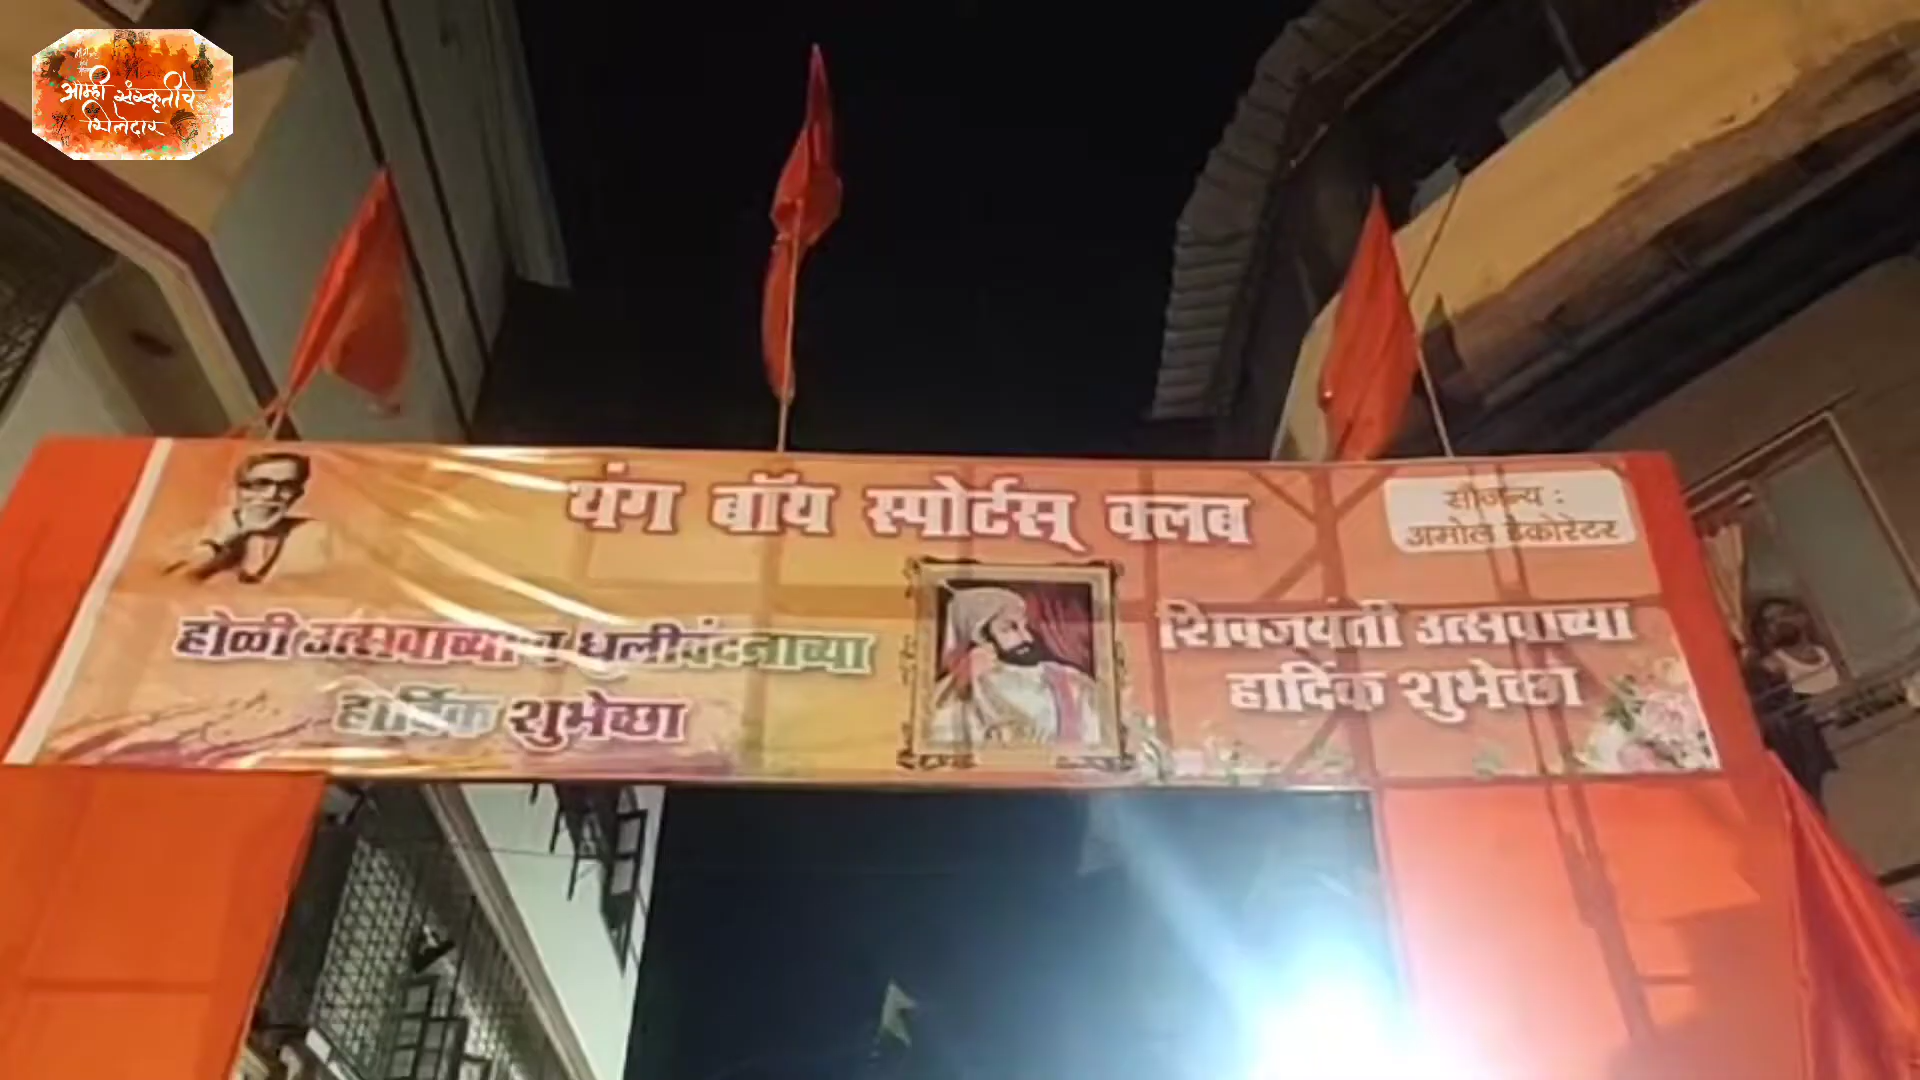 आम्ही संस्कृतीचे
शिलेदार
यंग बॉय स्पोर्टस् क्लब
सौजन्य :
अमोल डेकोरेटर
होळी उत्सवाच्या व धुलीवंदनाच्या
हार्दिक शुभेच्छा
शिवजयंती उत्सवाच्या
हार्दिक शुभेच्छा